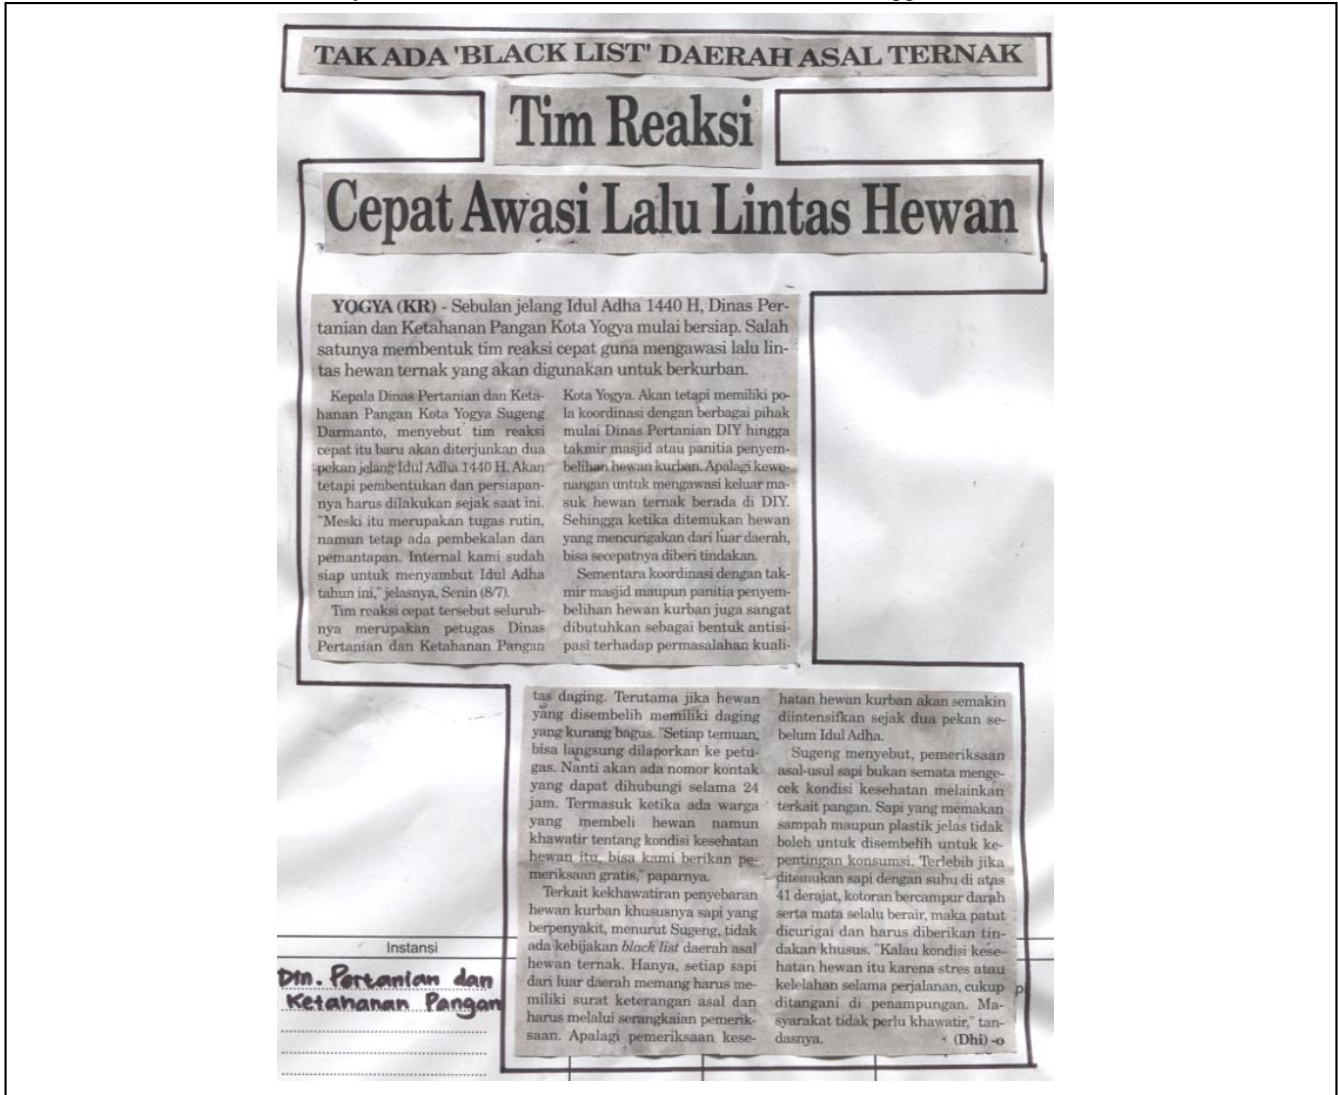 TAK ADA 'BLACK LIST' DAERAH ASAL TERNAK
Tim Reaksi
Cepat Awasi Lalu Lintas Hewan
YOGYA (KR) - Sebulan jelang Idul Adha 1440 H, Dinas Per-
tanian dan Ketahanan Pangan Kota Yogya mulai bersiap. Salah
satunya membentuk tim reaksi cepat guna mengawasi lalu lin-
tas hewan ternak yang akan digunakan untuk berkurban.
Kepala Dinas Pertanian dan Keta-
hanan Pangan Kota Yogya Sugeng
Darmanto, menyebut tim reaksi
cepat itu baru akan diterjunkan dua
pekan jelang Idul Adha 1440 H. Akan
tetapi pembentukan dan persiapan-
nya harus dilakukan sejak saat ini.
"Meski itu merupakan tugas rutin,
namun tetap ada pembekalan dan
pemantapan. Internal kami sudah
siap untuk menyambut Idul Adha
tahun ini," jelasnya, Senin (8/7).
Tim reaksi cepat tersebut seluruh-
nya merupakan petugas Dinas
Pertanian dan Ketahanan Pangan
Kota Yogya. Akan tetapi memiliki po-
la koordinasi dengan berbagai pihak
mulai Dinas Pertanian DIY hingga
takmir masjid atau panitia penyem-
belihan hewan kurban. Apalagi kewe-
nangan untuk mengawasi keluar ma-
suk hewan ternak berada di DIY.
Sehingga ketika ditemukan hewan
yang mencurigakan dari luar daerah,
bisa secepatnya diberi tindakan.
Sementara koordinasi dengan tak-
mir masjid maupun panitia penyem-
belihan hewan kurban juga sangat
dibutuhkan sebagai bentuk antisi-
pasi terhadap permasalahan kuali-
tas daging. Terutama jika hewan
yang disembelih memiliki daging
yang kurang bagus. "Setiap temuan,
bisa langsung dilaporkan ke petu-
gas. Nanti akan ada nomor kontak
yang dapat dihubungi selama 24
jam. Termasuk ketika ada warga
yang membeli hewan namun
khawatir tentang kondisi kesehatan
hewan itu, bisa kami berikan pe-
meriksaan gratis," paparnya.
Terkait kekhawatiran penyebaran
hewan kurban khususnya sapi yang
berpenyakit, menurut Sugeng, tidak
ada kebijakan black list daerah asal
hewan ternak. Hanya, setiap sapi
dari luar daerah memang harus me-
miliki surat keterangan asal dan
harus melalui serangkaian pemerik-
saan. Apalagi pemeriksaan kese-
hatan hewan kurban akan semakin
diintensifkan sejak dua pekan se-
belum Idul Adha.
Sugeng menyebut, pemeriksaan
asal-usul sapi bukan semata menge-
cek kondisi kesehatan melainkan
terkait pangan. Sapi yang memakan
sampah maupun plastik jelas tidak
boleh untuk disembelih untuk ke-
pentingan konsumsi. Terlebih jika
ditemukan sapi dengan suhu di atas
41 derajat, kotoran bercampur darah
serta mata selalu berair, maka patut
dicurigai dan harus diberikan tin-
dakan khusus. "Kalau kondisi kese-
hatan hewan itu karena stres atau
kelelahan selama perjalanan, cukup
ditangani di penampungan. Ma-
syarakat tidak perlu khawatir," tan-
dasnya. (Dhi) -o
Instansi
Din. Pertanian dan
Ketahanan Pangan